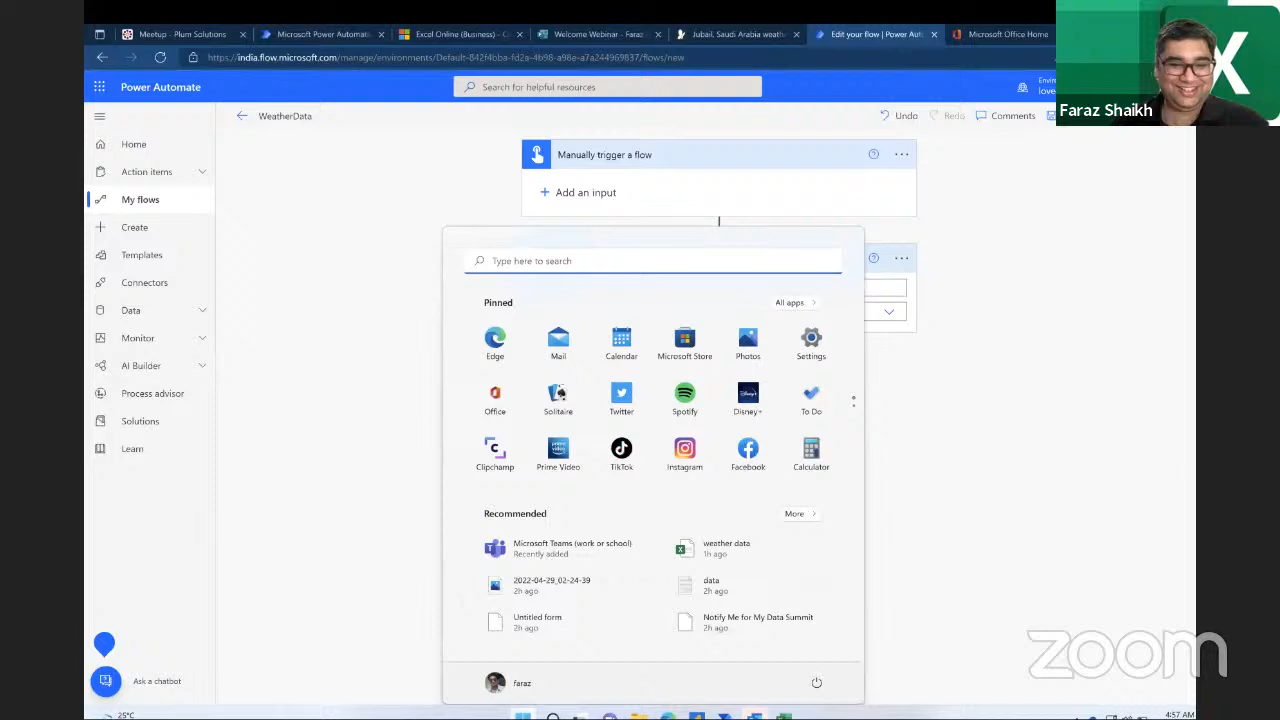 Meetup - Plum Solutions
Microsoft Power Automat
Excel Online (Business) - C
Welcome Webinar - Faraz
Jubail, Saudi Arabia weath
Edit your flow | Power Aut
Microsoft Office Home
https://india.flow.microsoft.com/manage/environments/Default-842f4bba-fd2a-4b98-a98e-a7a244969837/flows/new
Power Automate
Search for helpful resources
Faraz Shaikh
WeatherData
Undo
Redo
Comments
Home
Action items
My flows
Create
Templates
Connectors
Data
Monitor
AI Builder
Process advisor
Solutions
Learn
Ask a chatbot
Manually trigger a flow
Add an input
Type here to search
Pinned
All apps
Edge
Mail
Calendar
Microsoft Store
Photos
Settings
Office
Solitaire
Twitter
Spotify
Disney+
To Do
Clipchamp
Prime Video
TikTok
Instagram
Facebook
Calculator
Recommended
More
Microsoft Teams (work or school)
Recently added
weather data
1h ago
2022-04-29_02-24-39
2h ago
data
2h ago
Untitled form
2h ago
Notify Me for My Data Summit
2h ago
faraz
zoom
25°C
4:57 AM